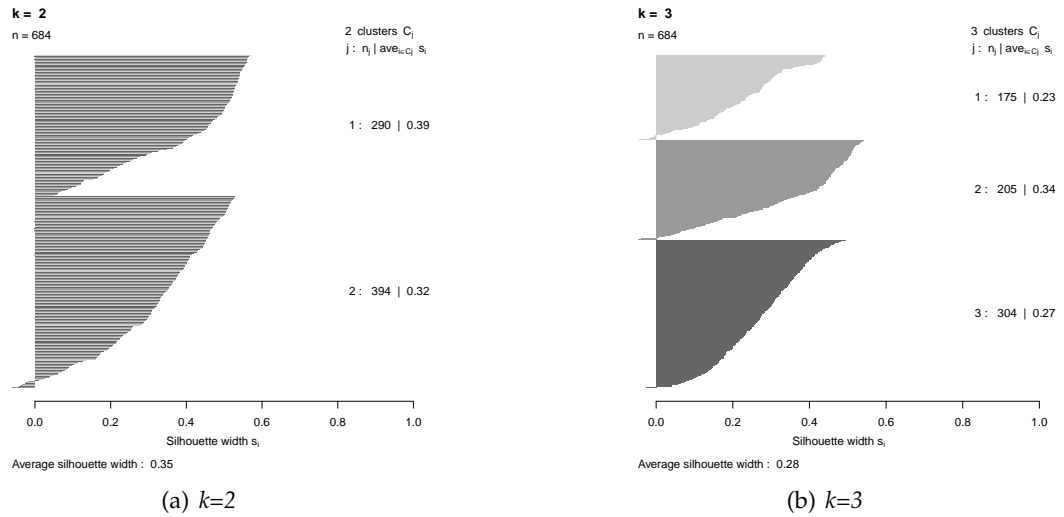 k = 2
n = 684
2 clusters Cj
j : nj | avei∈Cj si
1 : 290 | 0.39
2 : 394 | 0.32
0.0 0.2 0.4 0.6 0.8 1.0
Silhouette width si
Average silhouette width : 0.35
(a) k=2
k = 3
n = 684
3 clusters Cj
j : nj | avei∈Cj si
1 : 175 | 0.23
2 : 205 | 0.34
3 : 304 | 0.27
0.0 0.2 0.4 0.6 0.8 1.0
Silhouette width si
Average silhouette width : 0.28
(b) k=3